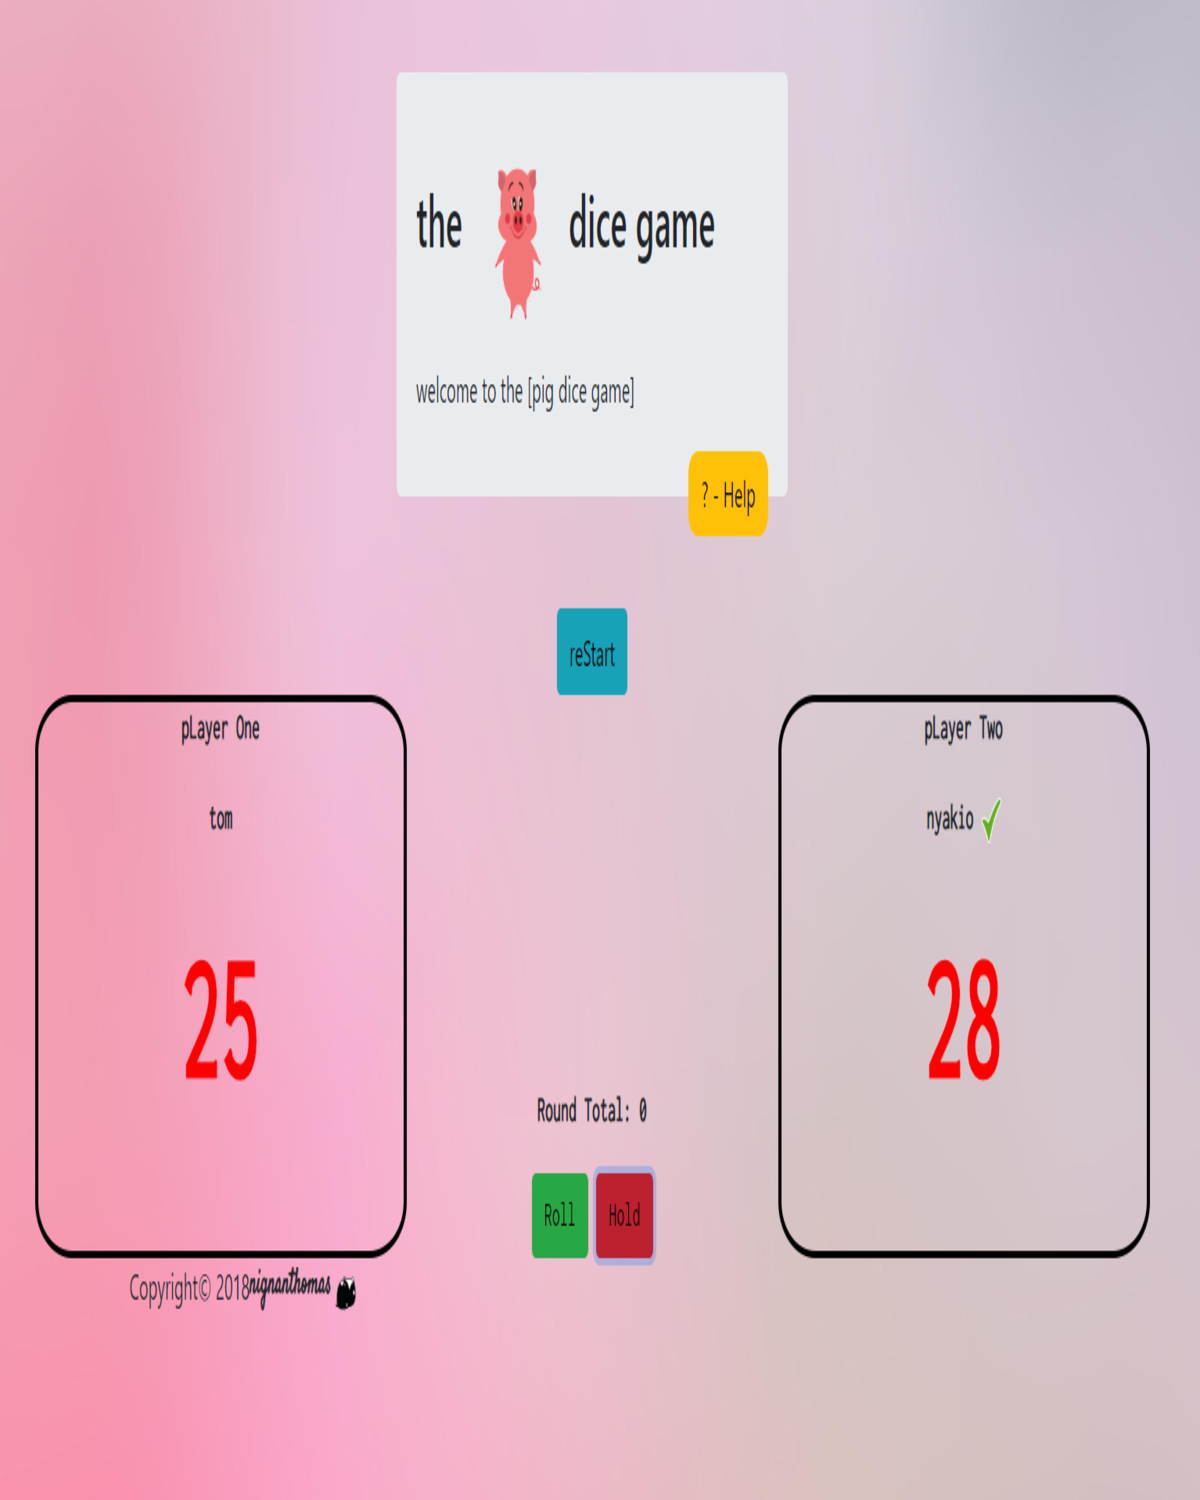 the dice game
welcome to the [pig dice game]
? - Help
reStart
pLayer One
tom
25
pLayer Two
nyakio
28
Round Total: 0
Roll Hold
Copyright© 2018nignanthomas